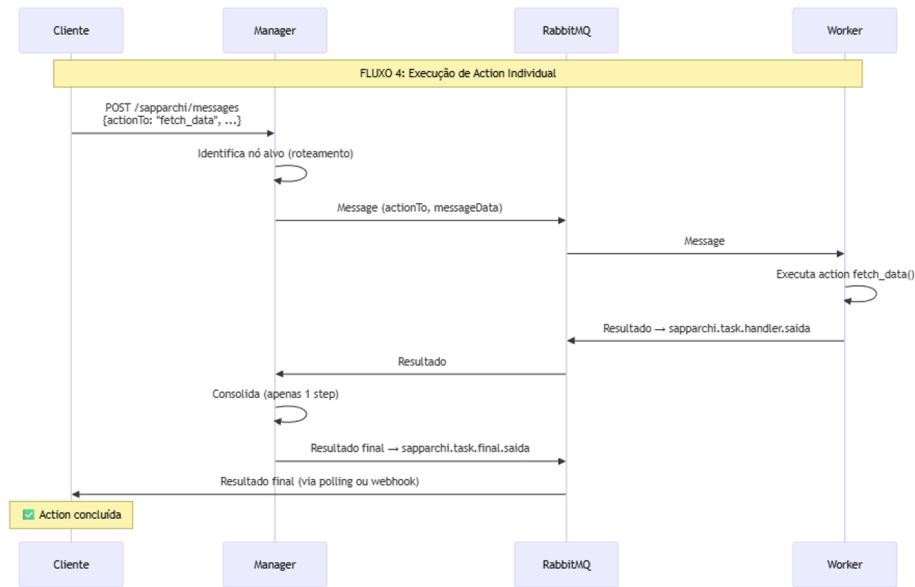 Cliente
Manager
RabbitMQ
Worker
FLUXO 4: Execução de Action Individual
POST /sapparchi/messages
{actionTo: "fetch_data", ...}
Identifica nó alvo (roteamento)
Message (actionTo, messageData)
Message
Executa action fetch_data()
Resultado → sapparchi.task.handler.saida
Resultado
Consolida (apenas 1 step)
Resultado final → sapparchi.task.final.saida
Resultado final (via polling ou webhook)
✅ Action concluída
Cliente
Manager
RabbitMQ
Worker